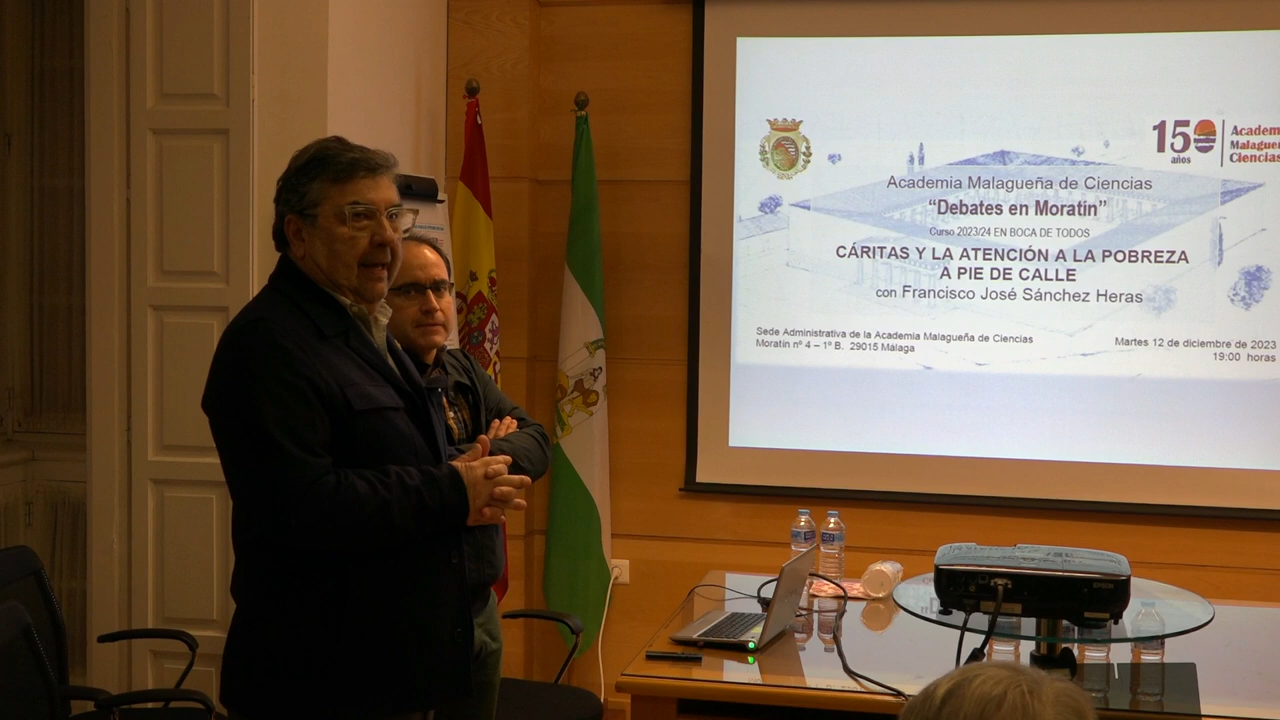 150
años
Academ
Malagueñ
Ciencias
Academia Malagueña de Ciencias
“Debates en Moratín”
Curso 2023/24 EN BOCA DE TODOS
CÁRITAS Y LA ATENCIÓN A LA POBREZA
A PIE DE CALLE
con Francisco José Sánchez Heras
Sede Administrativa de la Academia Malagueña de Ciencias
Moratín nº 4 – 1º B. 29015 Málaga
Martes 12 de diciembre de 2023
19:00 horas
EPSON